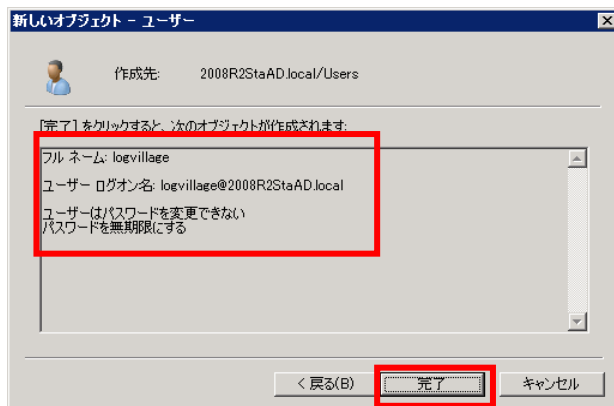 新しいオブジェクト - ユーザー
作成先: 2008R2StaAD.local/Users
[完了] をクリックすると、次のオブジェクトが作成されます:
フル ネーム: logvillage
ユーザー ログオン名: logvillage@2008R2StaAD.local
ユーザーはパスワードを変更できない
パスワードを無期限にする
< 戻る(B) 完了 キャンセル